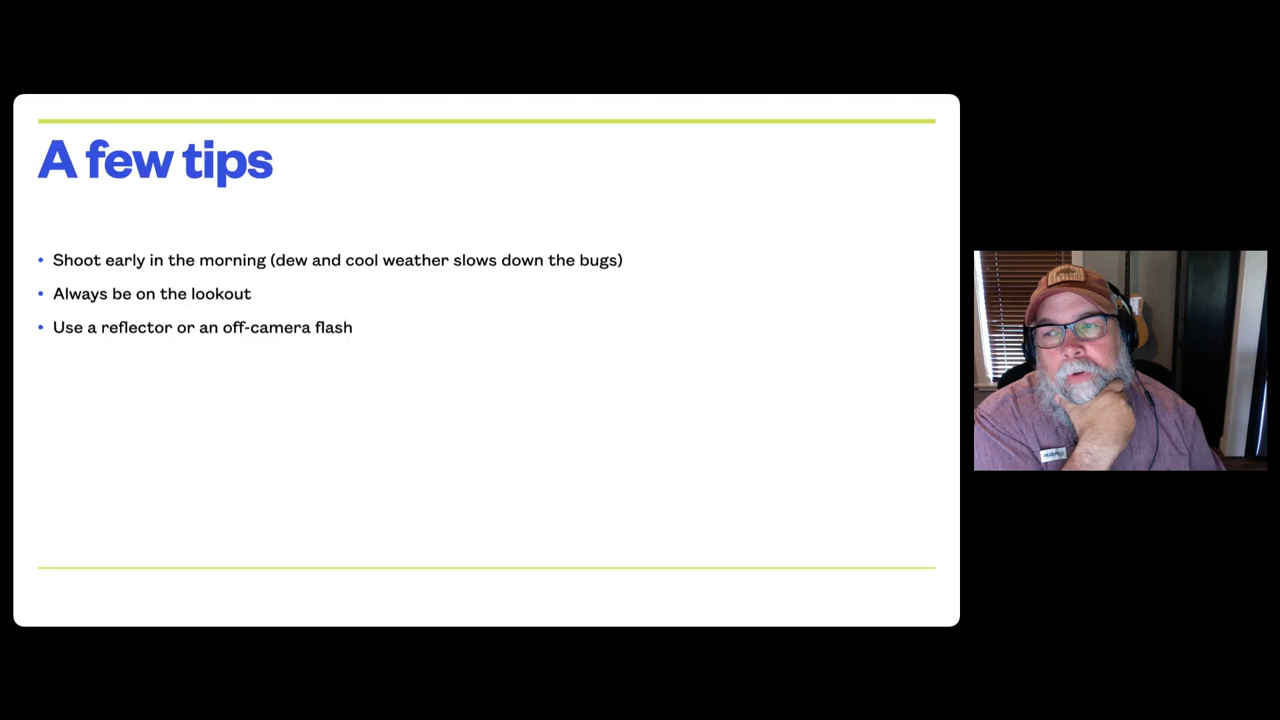 A few tips
• Shoot early in the morning (dew and cool weather slows down the bugs)
• Always be on the lookout
• Use a reflector or an off-camera flash